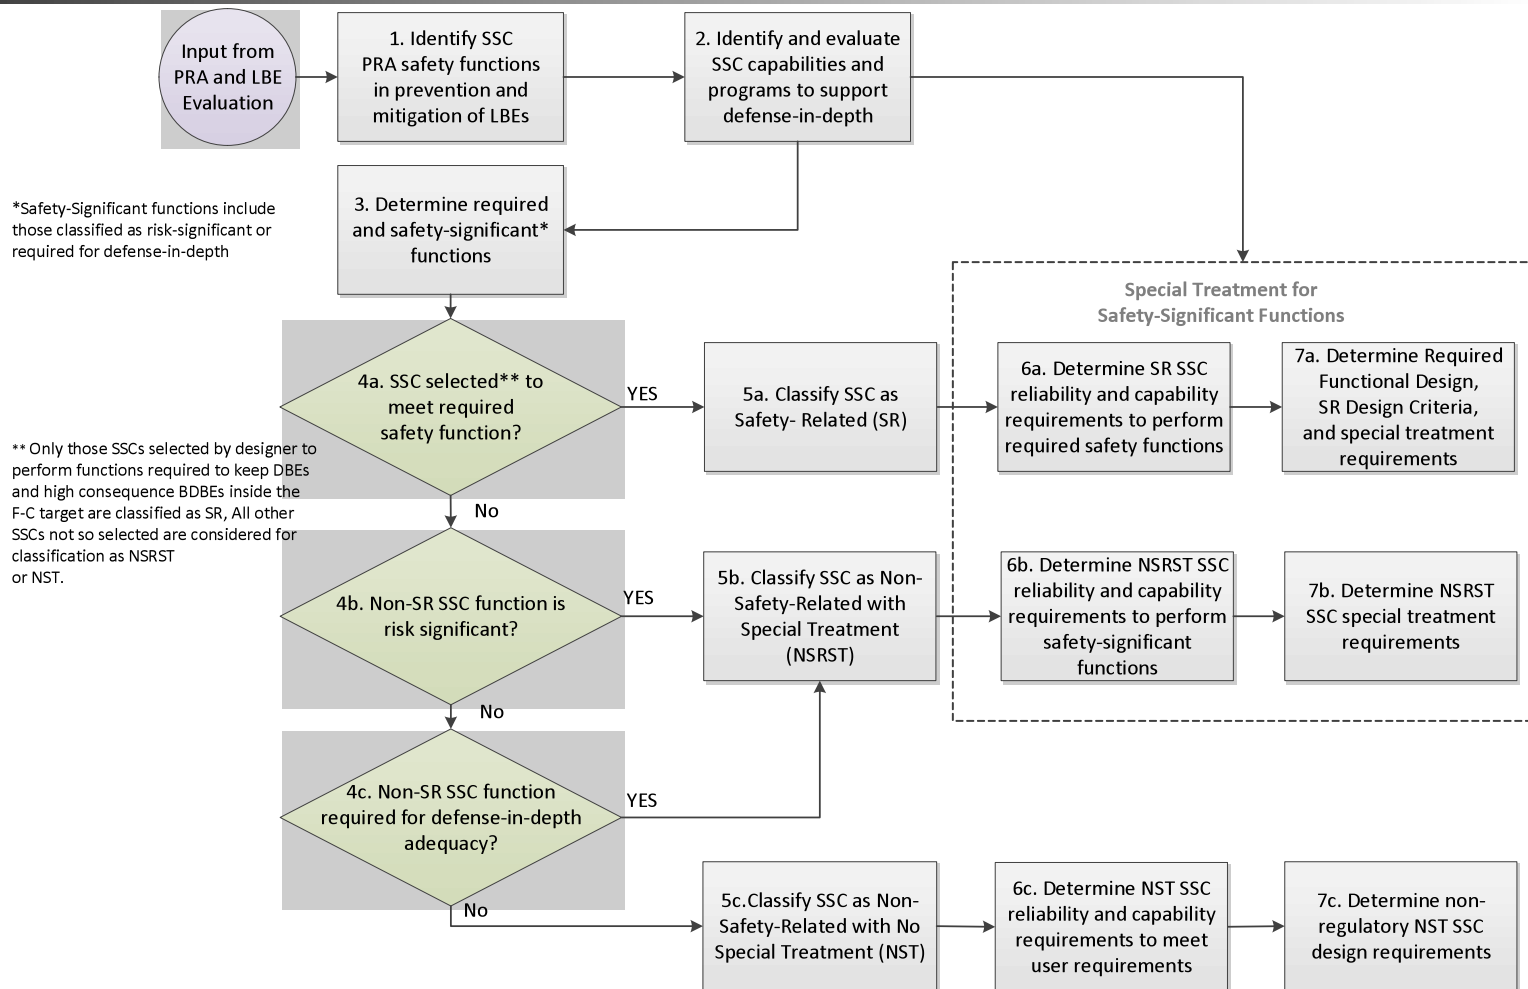 Input from
PRA and LBE
Evaluation
1. Identify SSC
PRA safety functions
in prevention and
mitigation of LBEs
2. Identify and evaluate
SSC capabilities and
programs to support
defense-in-depth
*Safety-Significant functions include
those classified as risk-significant or
required for defense-in-depth
3. Determine required
and safety-significant*
functions
Special Treatment for
Safety-Significant Functions
4a. SSC selected** to
meet required
safety function?
YES
5a. Classify SSC as
Safety- Related (SR)
6a. Determine SR SSC
reliability and capability
requirements to perform
required safety functions
7a. Determine Required
Functional Design,
SR Design Criteria,
and special treatment
requirements
** Only those SSCs selected by designer to
perform functions required to keep DBEs
and high consequence BDBEs inside the
F-C target are classified as SR, All other
SSCs not so selected are considered for
classification as NSRST
or NST.
No
4b. Non-SR SSC function is
risk significant?
YES
5b. Classify SSC as Non-
Safety-Related with
Special Treatment
(NSRST)
6b. Determine NSRST SSC
reliability and capability
requirements to perform
safety-significant
functions
7b. Determine NSRST
SSC special treatment
requirements
No
4c. Non-SR SSC function
required for defense-in-depth
adequacy?
YES
No
5c.Classify SSC as Non-
Safety-Related with No
Special Treatment (NST)
6c. Determine NST SSC
reliability and capability
requirements to meet
user requirements
7c. Determine non-
regulatory NST SSC
design requirements